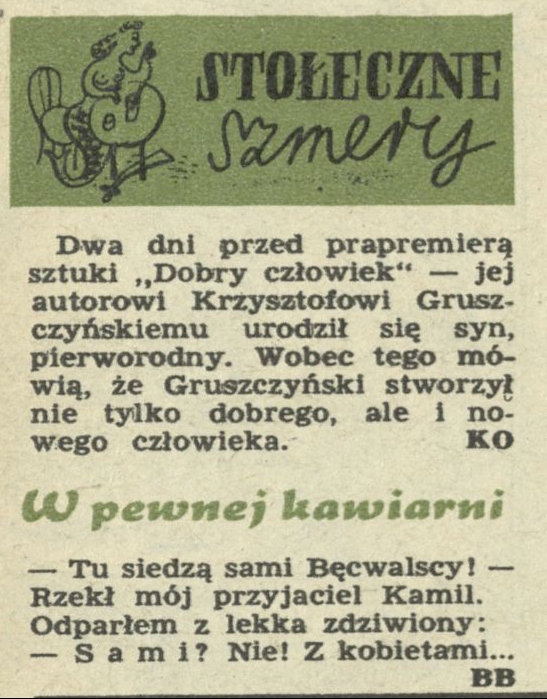 STOŁECZNE
Szmery
Dwa dni przed prapremierą
sztuki „Dobry człowiek“ — jej
autorowi Krzysztofowi Grusz-
czyńskiemu urodził się syn,
pierworodny. Wobec tego mó-
wią, że Gruszczyński stworzył
nie tylko dobrego, ale i no-
wego człowieka. KO
W pewnej kawiarni
— Tu siedzą sami Bęcwalscy! —
Rzekł mój przyjaciel Kamil.
Odparłem z lekka zdziwiony:
— S a m i? Nie! Z kobietami...
BB